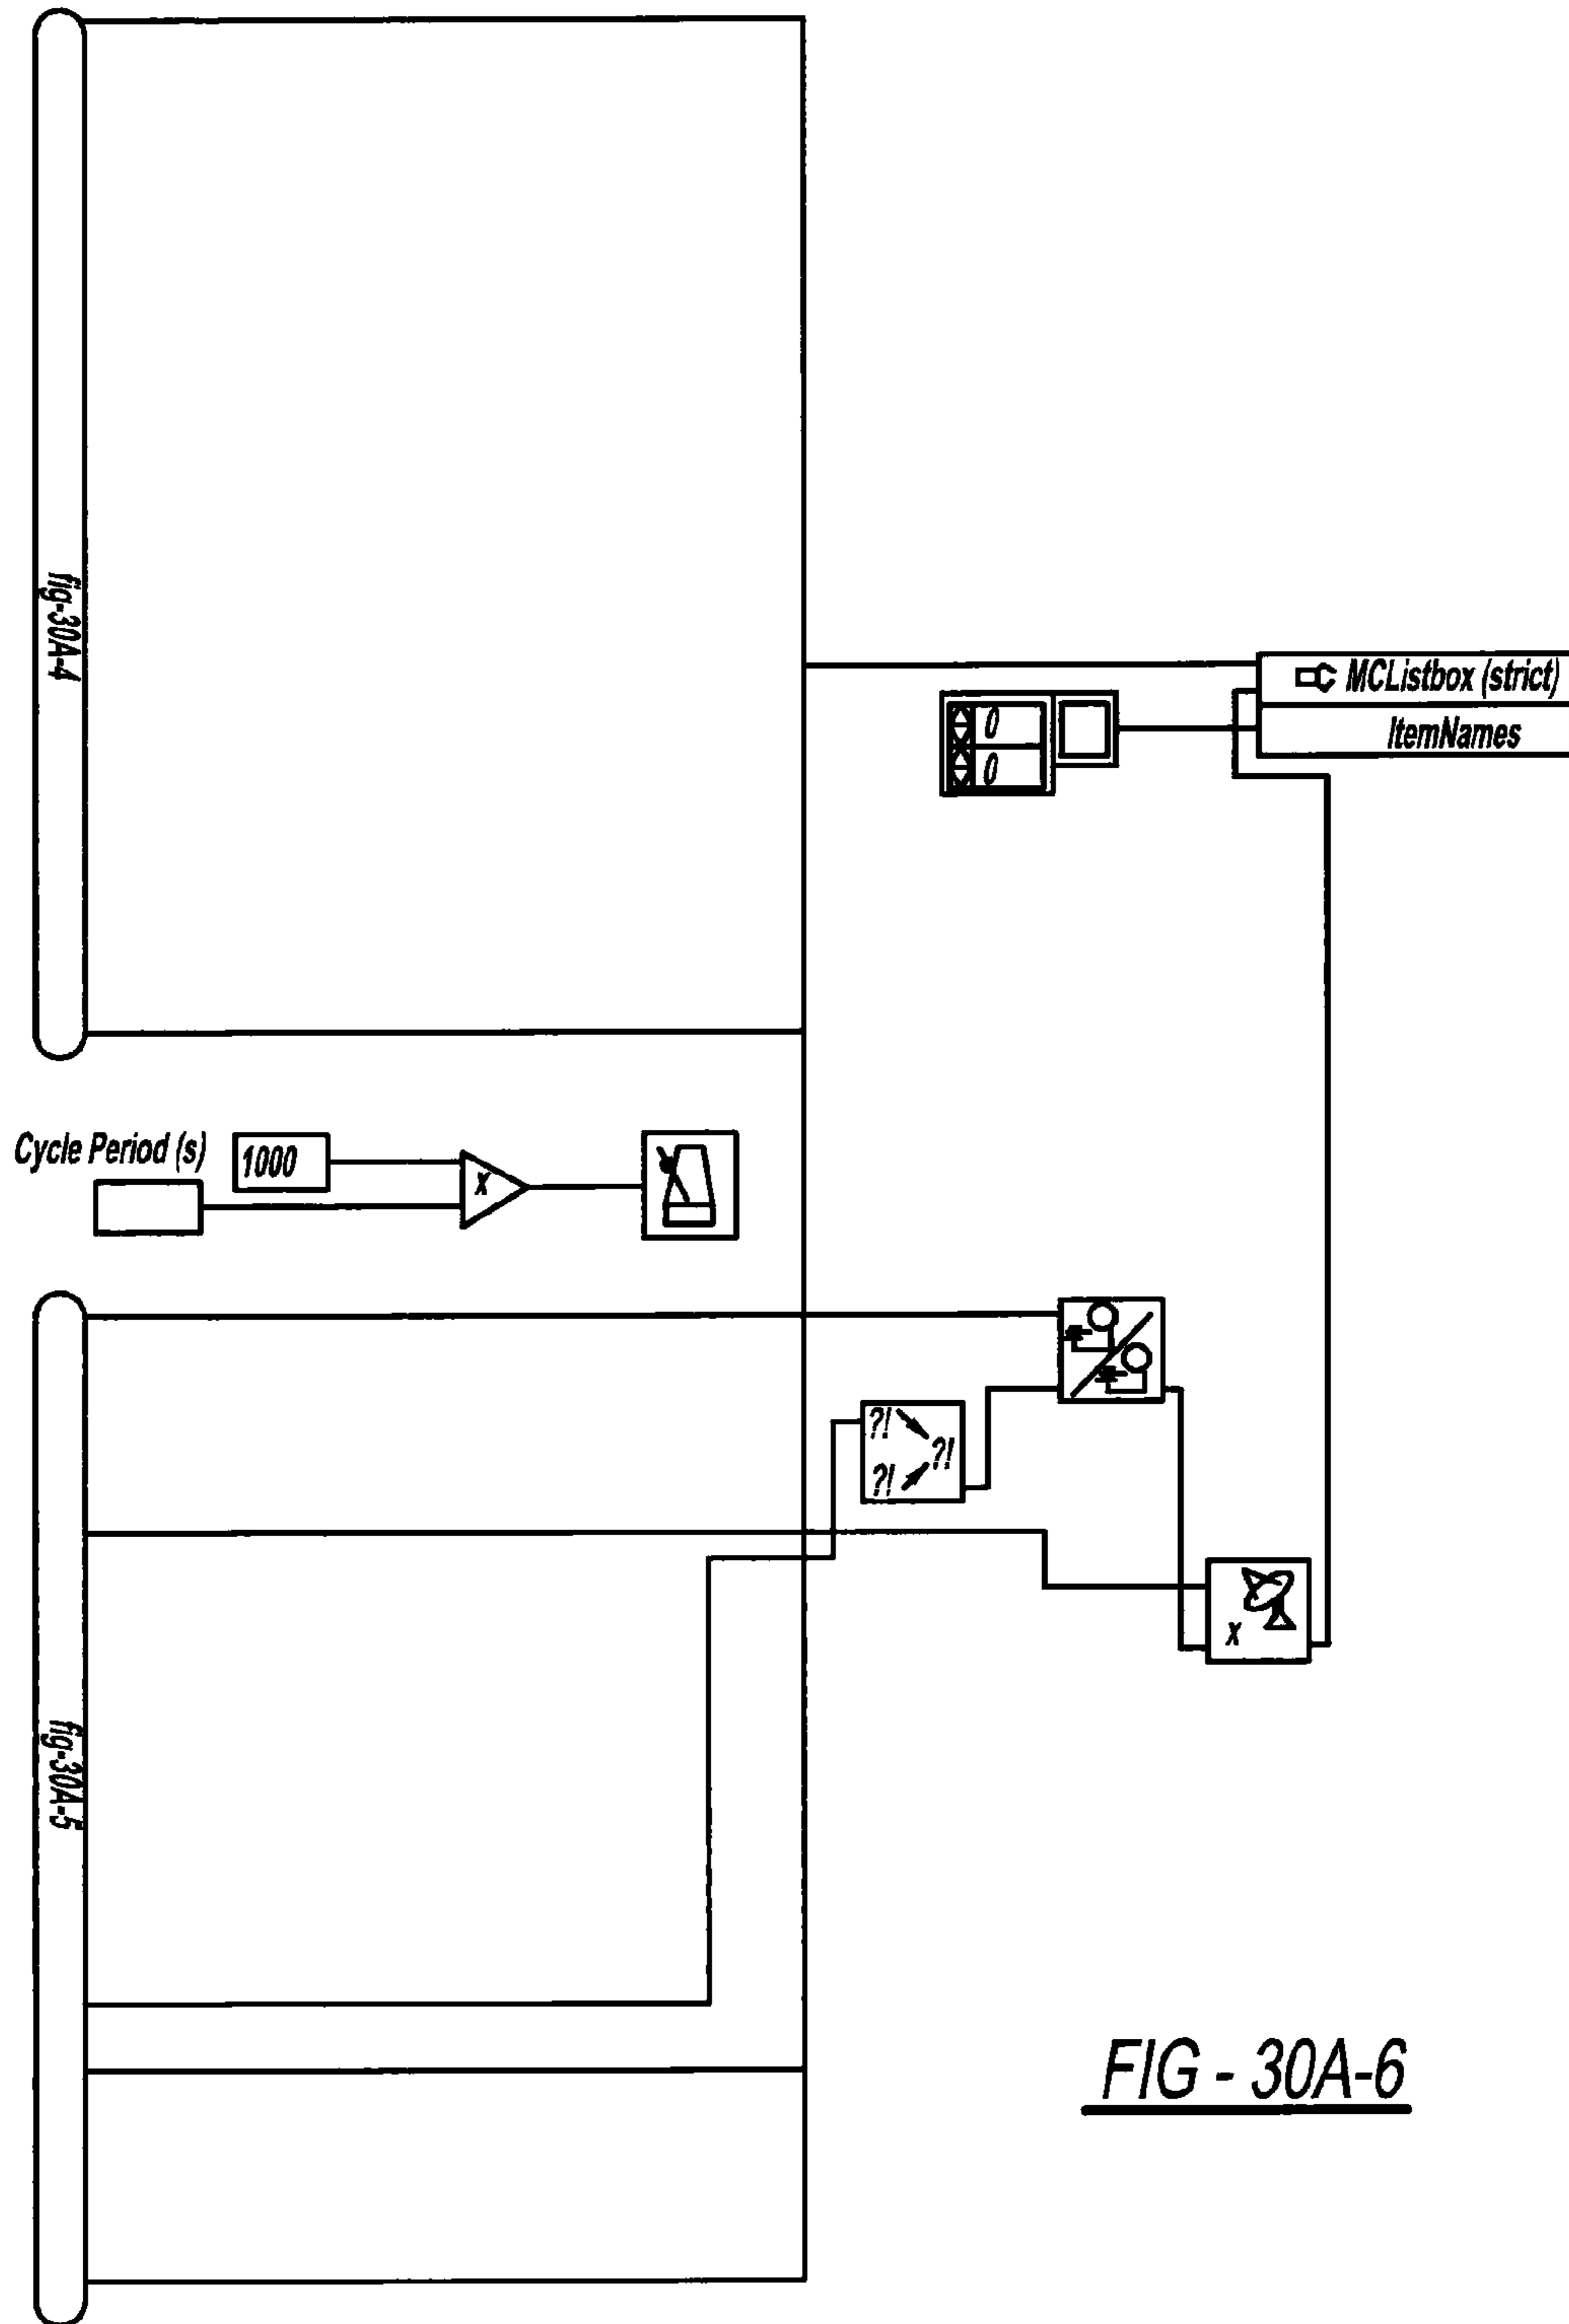 fig-30A-4
MCListbox (strict)
0
ItemNames
0
Cycle Period (s)
1000
x
?!
?!
?!
x
fig-30A-5
FIG - 30A-6